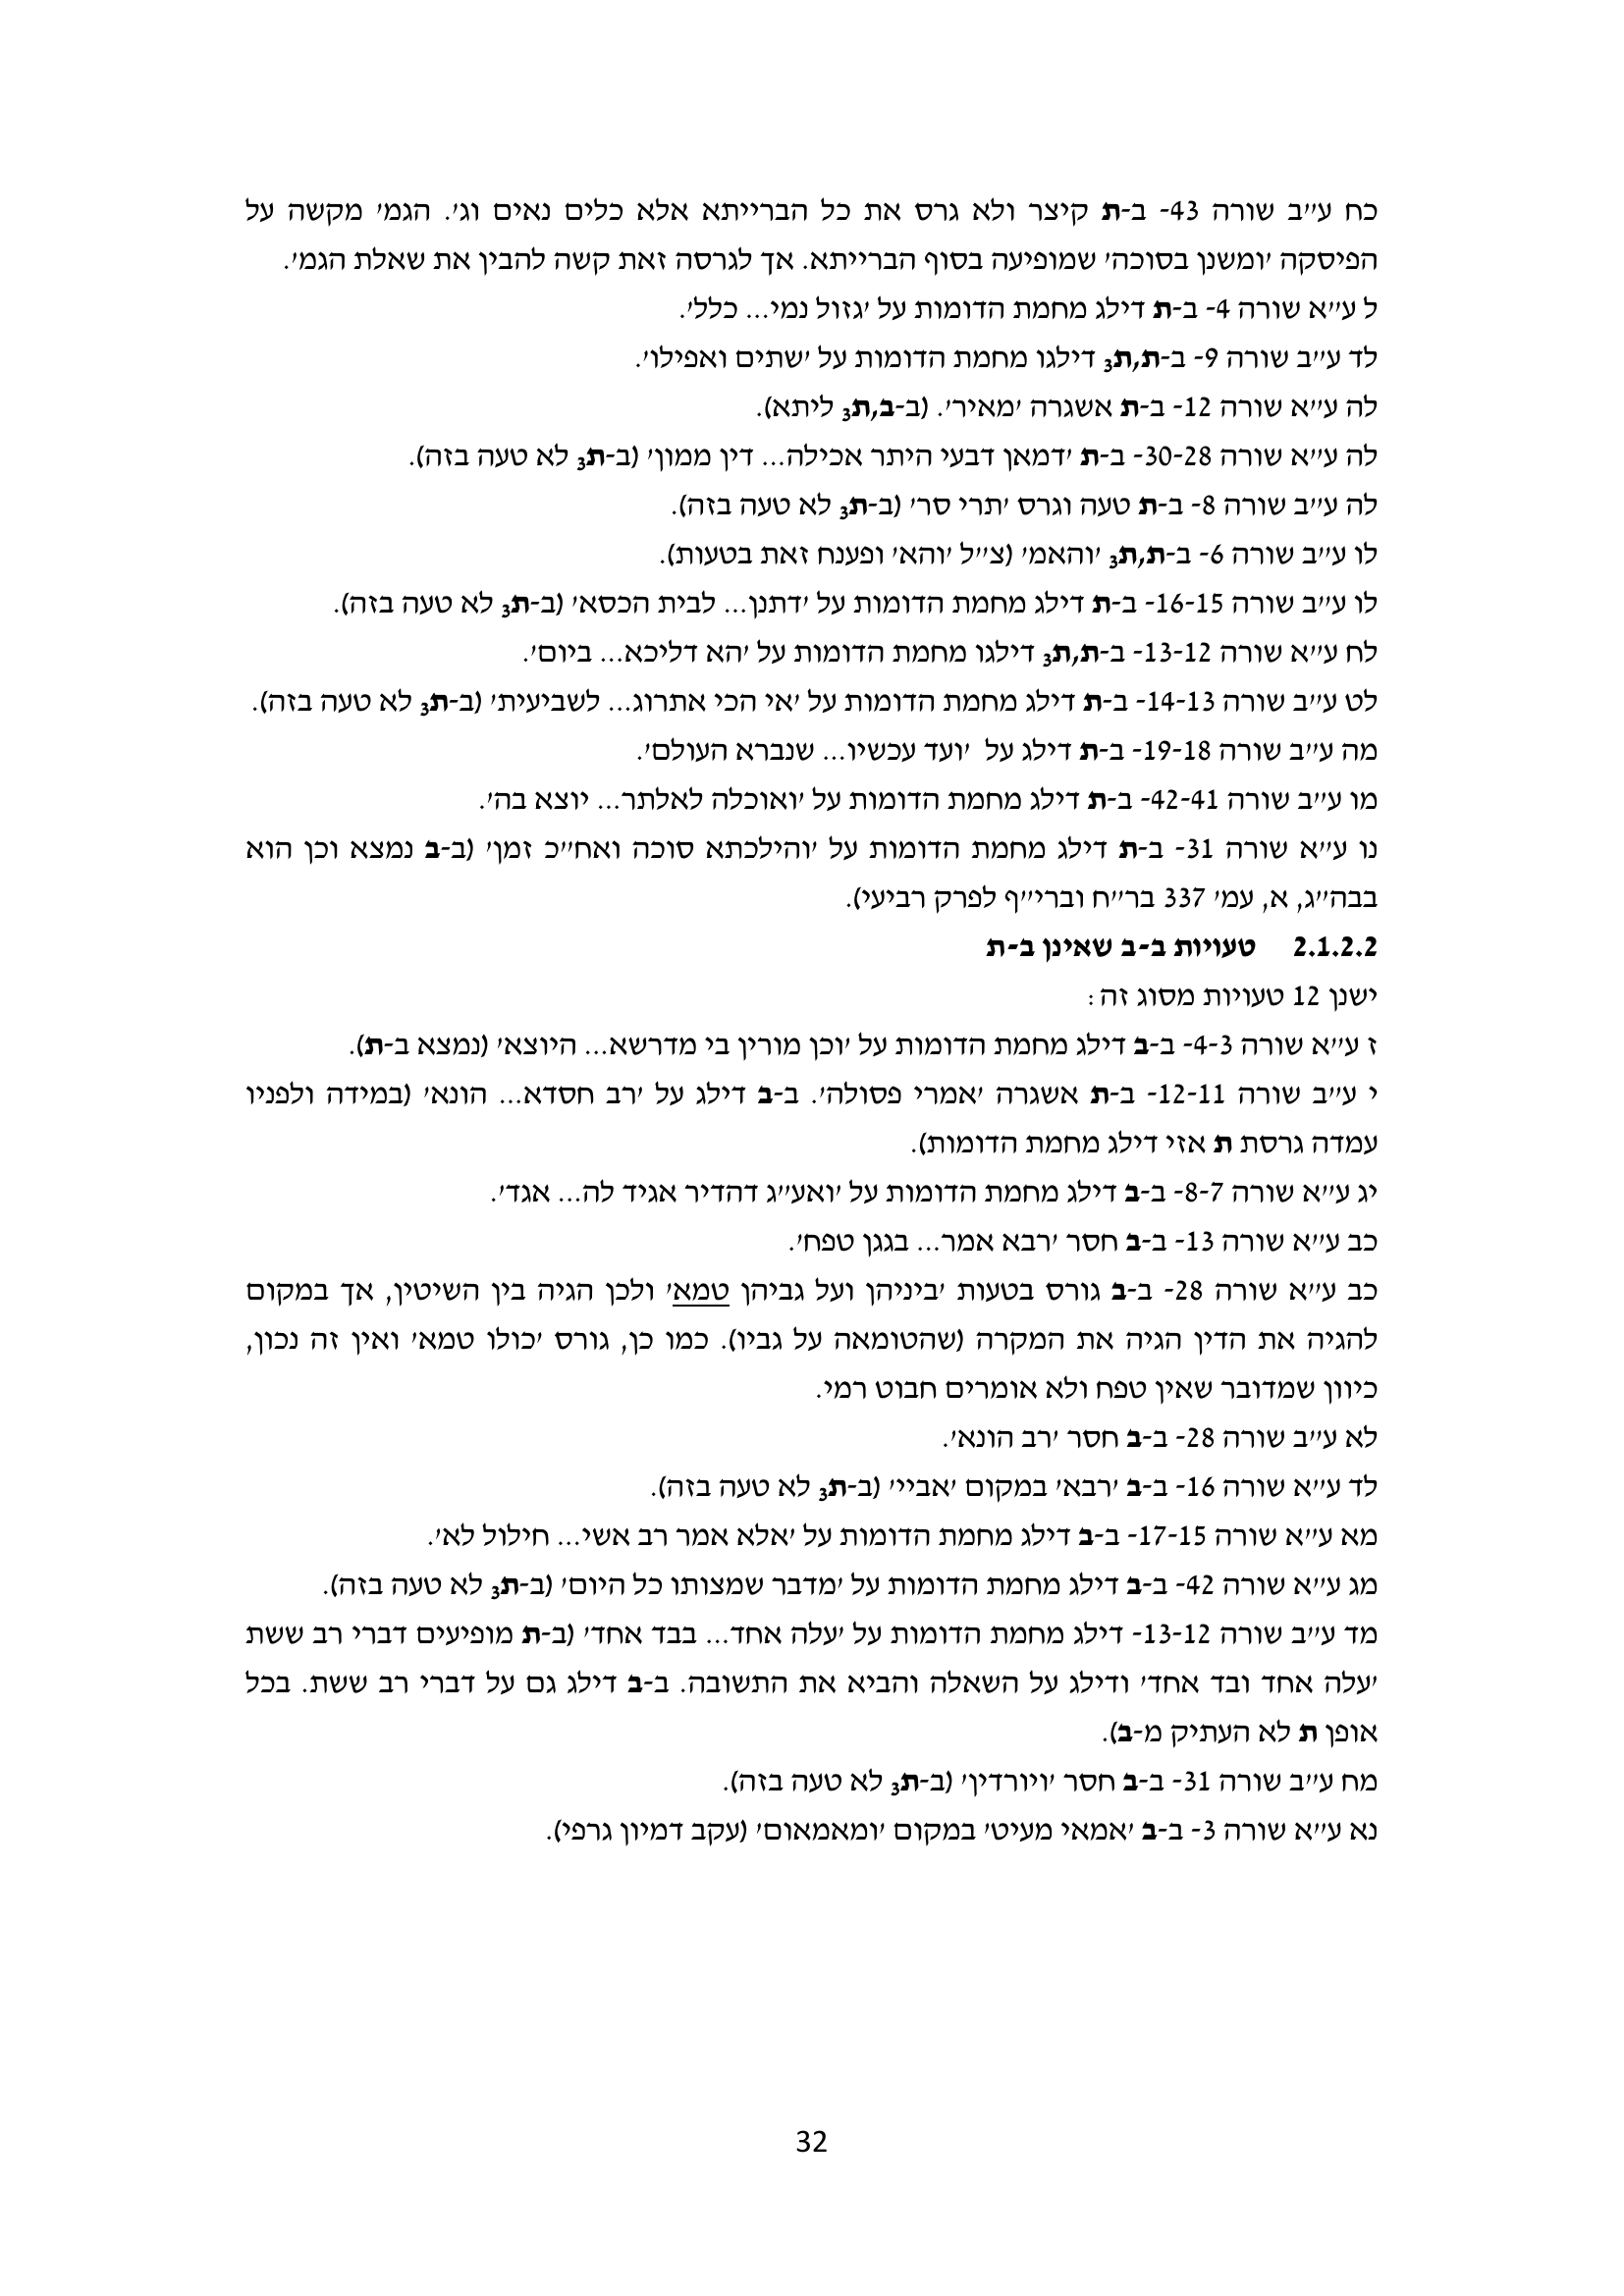 כח ע״ב שורה 43- ב-ת קיצר ולא גרס את כל הברייתא אלא כלים נאים וג׳. הגמ׳ מקשה על
הפיסקה ׳ומשנן בסוכה׳ שמופיעה בסוף הברייתא. אך לגרסה זאת קשה להבין את שאלת הגמ׳.
ל ע״א שורה 4- ב-ת דילג מחמת הדומות על ׳גזול נמי... כלל׳.
לד ע״ב שורה 9- ב-ת,ת₃ דילגו מחמת הדומות על ׳שתים ואפילו׳.
לה ע״א שורה 12- ב-ת אשגרה ׳מאיר׳. (ב-ב,ת₃ ליתא).
לה ע״א שורה 30-28- ב-ת ׳דמאן דבעי היתר אכילה... דין ממון׳ (ב-ת₃ לא טעה בזה).
לה ע״ב שורה 8- ב-ת טעה וגרס ׳תרי סר׳ (ב-ת₃ לא טעה בזה).
לו ע״ב שורה 6- ב-ת,ת₃ ׳והאמ׳ (צ״ל ׳והא׳ ופענח זאת בטעות).
לו ע״ב שורה 16-15- ב-ת דילג מחמת הדומות על ׳דתנן... לבית הכסא׳ (ב-ת₃ לא טעה בזה).
לח ע״א שורה 13-12- ב-ת,ת₃ דילגו מחמת הדומות על ׳הא דליכא... ביום׳.
לט ע״ב שורה 14-13- ב-ת דילג מחמת הדומות על ׳אי הכי אתרוג... לשביעית׳ (ב-ת₃ לא טעה בזה).
מה ע״ב שורה 19-18- ב-ת דילג על ׳ועד עכשיו... שנברא העולם׳.
מו ע״ב שורה 42-41- ב-ת דילג מחמת הדומות על ׳ואוכלה לאלתר... יוצא בה׳.
נו ע״א שורה 31- ב-ת דילג מחמת הדומות על ׳והילכתא סוכה ואח״כ זמן׳ (ב-ב נמצא וכן הוא
בבה״ג, א, עמ׳ 337 בר״ח וברי״ף לפרק רביעי).
2.1.2.2 טעויות ב-ב שאינן ב-ת
ישנן 12 טעויות מסוג זה:
ז ע״א שורה 4-3- ב-ב דילג מחמת הדומות על ׳וכן מורין בי מדרשא... היוצא׳ (נמצא ב-ת).
י ע״ב שורה 12-11- ב-ת אשגרה ׳אמרי פסולה׳. ב-ב דילג על ׳רב חסדא... הונא׳ (במידה ולפניו
עמדה גרסת ת אזי דילג מחמת הדומות).
יג ע״א שורה 8-7- ב-ב דילג מחמת הדומות על ׳ואע״ג דהדיר אגיד לה... אגד׳.
כב ע״א שורה 13- ב-ב חסר ׳רבא אמר... בגגן טפח׳.
כב ע״א שורה 28- ב-ב גורס בטעות ׳ביניהן ועל גביהן טמא׳ ולכן הגיה בין השיטין, אך במקום
להגיה את הדין הגיה את המקרה (שהטומאה על גביו). כמו כן, גורס ׳כולו טמא׳ ואין זה נכון,
כיוון שמדובר שאין טפח ולא אומרים חבוט רמי.
לא ע״ב שורה 28- ב-ב חסר ׳רב הונא׳.
לד ע״א שורה 16- ב-ב ׳רבא׳ במקום ׳אביי׳ (ב-ת₃ לא טעה בזה).
מא ע״א שורה 17-15- ב-ב דילג מחמת הדומות על ׳אלא אמר רב אשי... חילול לא׳.
מג ע״א שורה 42- ב-ב דילג מחמת הדומות על ׳מדבר שמצותו כל היום׳ (ב-ת₃ לא טעה בזה).
מד ע״ב שורה 13-12- דילג מחמת הדומות על ׳עלה אחד... בבד אחד׳ (ב-ת מופיעים דברי רב ששת
׳עלה אחד ובד אחד׳ ודילג על השאלה והביא את התשובה. ב-ב דילג גם על דברי רב ששת. בכל
אופן ת לא העתיק מ-ב).
מח ע״ב שורה 31- ב-ב חסר ׳ויורדין׳ (ב-ת₃ לא טעה בזה).
נא ע״א שורה 3- ב-ב ׳אמאי מעיט׳ במקום ׳ומאמאום׳ (עקב דמיון גרפי).
32